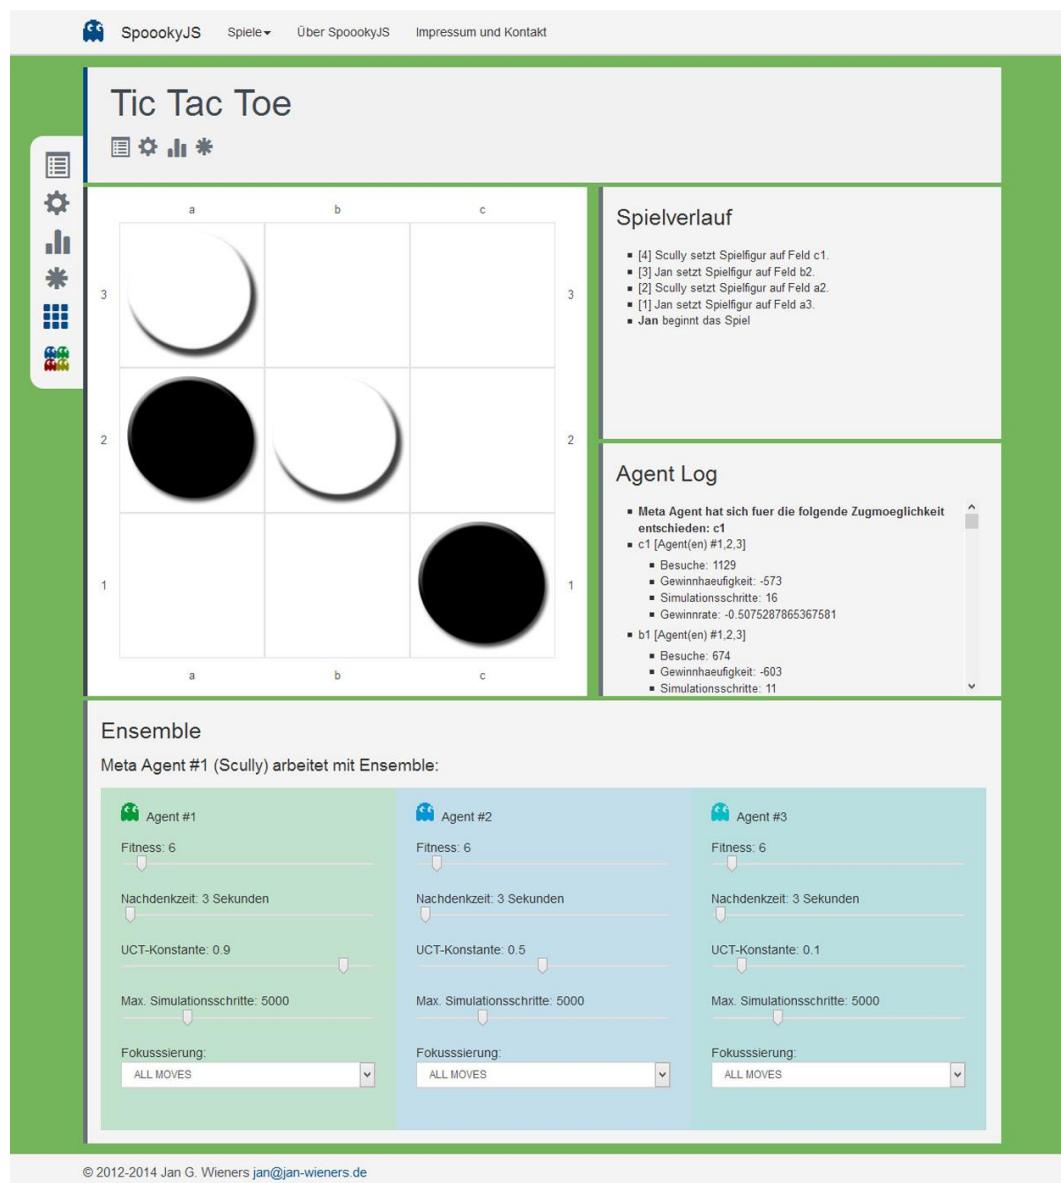 SpoookyJS Spiele Über SpoookyJS Impressum und Kontakt
Tic Tac Toe
a b c
3 3
2 2
1 1
a b c
Spielverlauf
[4] Scully setzt Spielfigur auf Feld c1.
[3] Jan setzt Spielfigur auf Feld b2.
[2] Scully setzt Spielfigur auf Feld a2.
[1] Jan setzt Spielfigur auf Feld a3.
Jan beginnt das Spiel
Agent Log
Meta Agent hat sich fuer die folgende Zugmoeglichkeit
entschieden: c1
c1 [Agent(en) #1,2,3]
Besuche: 1129
Gewinnhaeufigkeit: -573
Simulationsschritte: 16
Gewinnrate: -0.5075287865367581
b1 [Agent(en) #1,2,3]
Besuche: 674
Gewinnhaeufigkeit: -603
Simulationsschritte: 11
Ensemble
Meta Agent #1 (Scully) arbeitet mit Ensemble:
Agent #1 Agent #2 Agent #3
Fitness: 6 Fitness: 6 Fitness: 6
Nachdenkzeit: 3 Sekunden Nachdenkzeit: 3 Sekunden Nachdenkzeit: 3 Sekunden
UCT-Konstante: 0.9 UCT-Konstante: 0.5 UCT-Konstante: 0.1
Max. Simulationsschritte: 5000 Max. Simulationsschritte: 5000 Max. Simulationsschritte: 5000
Fokusssierung: Fokusssierung: Fokusssierung:
ALL MOVES ALL MOVES ALL MOVES
© 2012-2014 Jan G. Wieners jan@jan-wieners.de